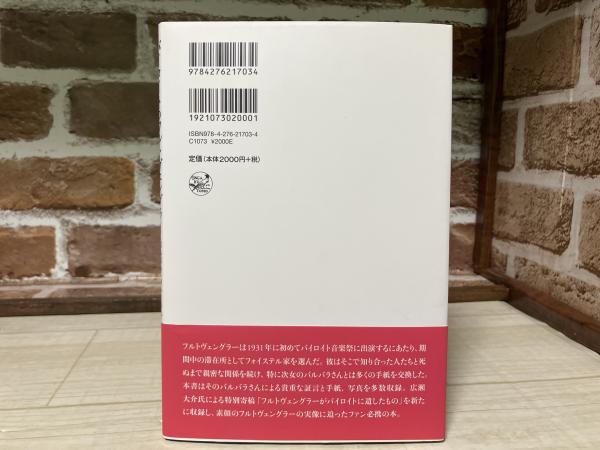 9784276217034
1921073020001
ISBN978-4-276-21703-4
C1073 ¥2000E
定価(本体2000円+税)
フルトヴェングラーは1931年に初めてバイロイト音楽祭に出演するにあたり、期
間中の滞在所としてフォイステル家を選んだ。彼はそこで知り合った人たちと死
ぬまで親密な関係を続け、特に次女のバルバラさんとは多くの手紙を交換した。
本書はそのバルバラさんによる貴重な証言と手紙、写真を多数収録。広瀬
大介氏による特別寄稿「フルトヴェングラーがバイロイトに遺したもの」を新た
に収録し、素顔のフルトヴェングラーの実像に迫ったファン必携の本。